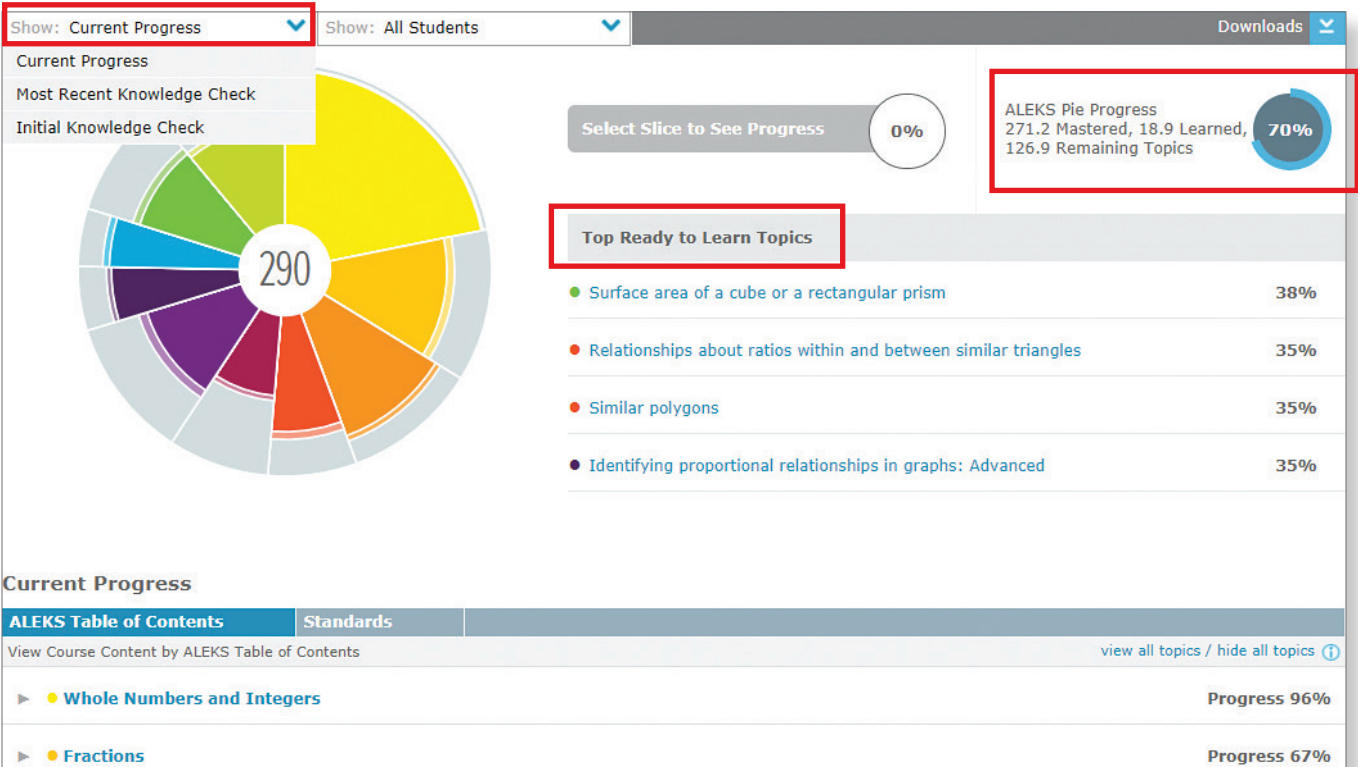 Show: Current Progress
Show: All Students
Downloads
Current Progress
Most Recent Knowledge Check
Initial Knowledge Check
290
Select Slice to See Progress
0%
ALEKS Pie Progress
271.2 Mastered, 18.9 Learned,
126.9 Remaining Topics
70%
Top Ready to Learn Topics
Surface area of a cube or a rectangular prism 38%
Relationships about ratios within and between similar triangles 35%
Similar polygons 35%
Identifying proportional relationships in graphs: Advanced 35%
Current Progress
ALEKS Table of Contents Standards
View Course Content by ALEKS Table of Contents view all topics / hide all topics
Whole Numbers and Integers Progress 96%
Fractions Progress 67%